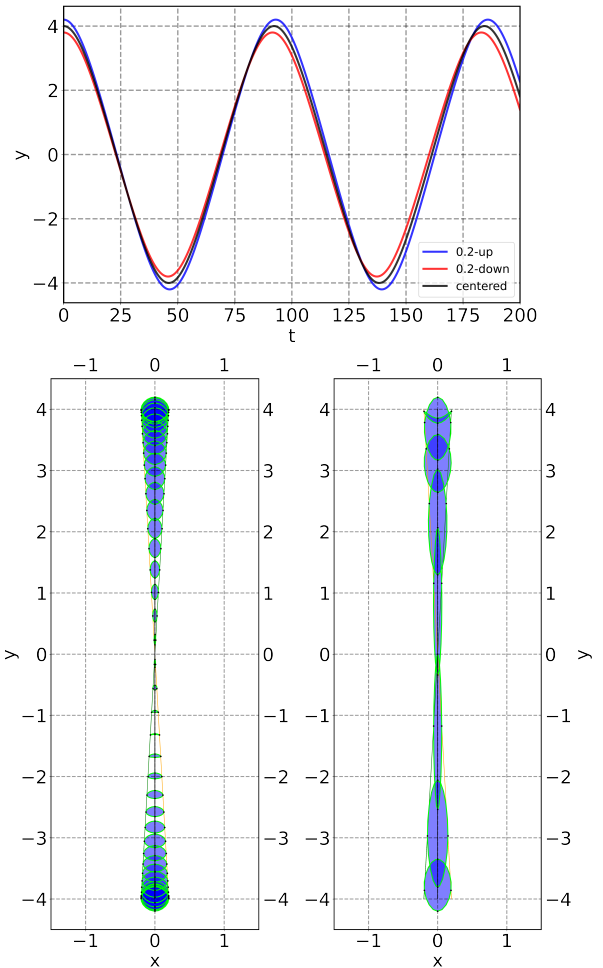 4
2
0
−2
−4
y
0.2-up
0.2-down
centered
0 25 50 75 100 125 150 175 200
t
−1 0 1 −1 0 1
4 4 4 4
3 3 3 3
2 2 2 2
1 1 1 1
y 0 0 0 0 y
−1 −1 −1 −1
−2 −2 −2 −2
−3 −3 −3 −3
−4 −4 −4 −4
−1 0 1 −1 0 1
x x